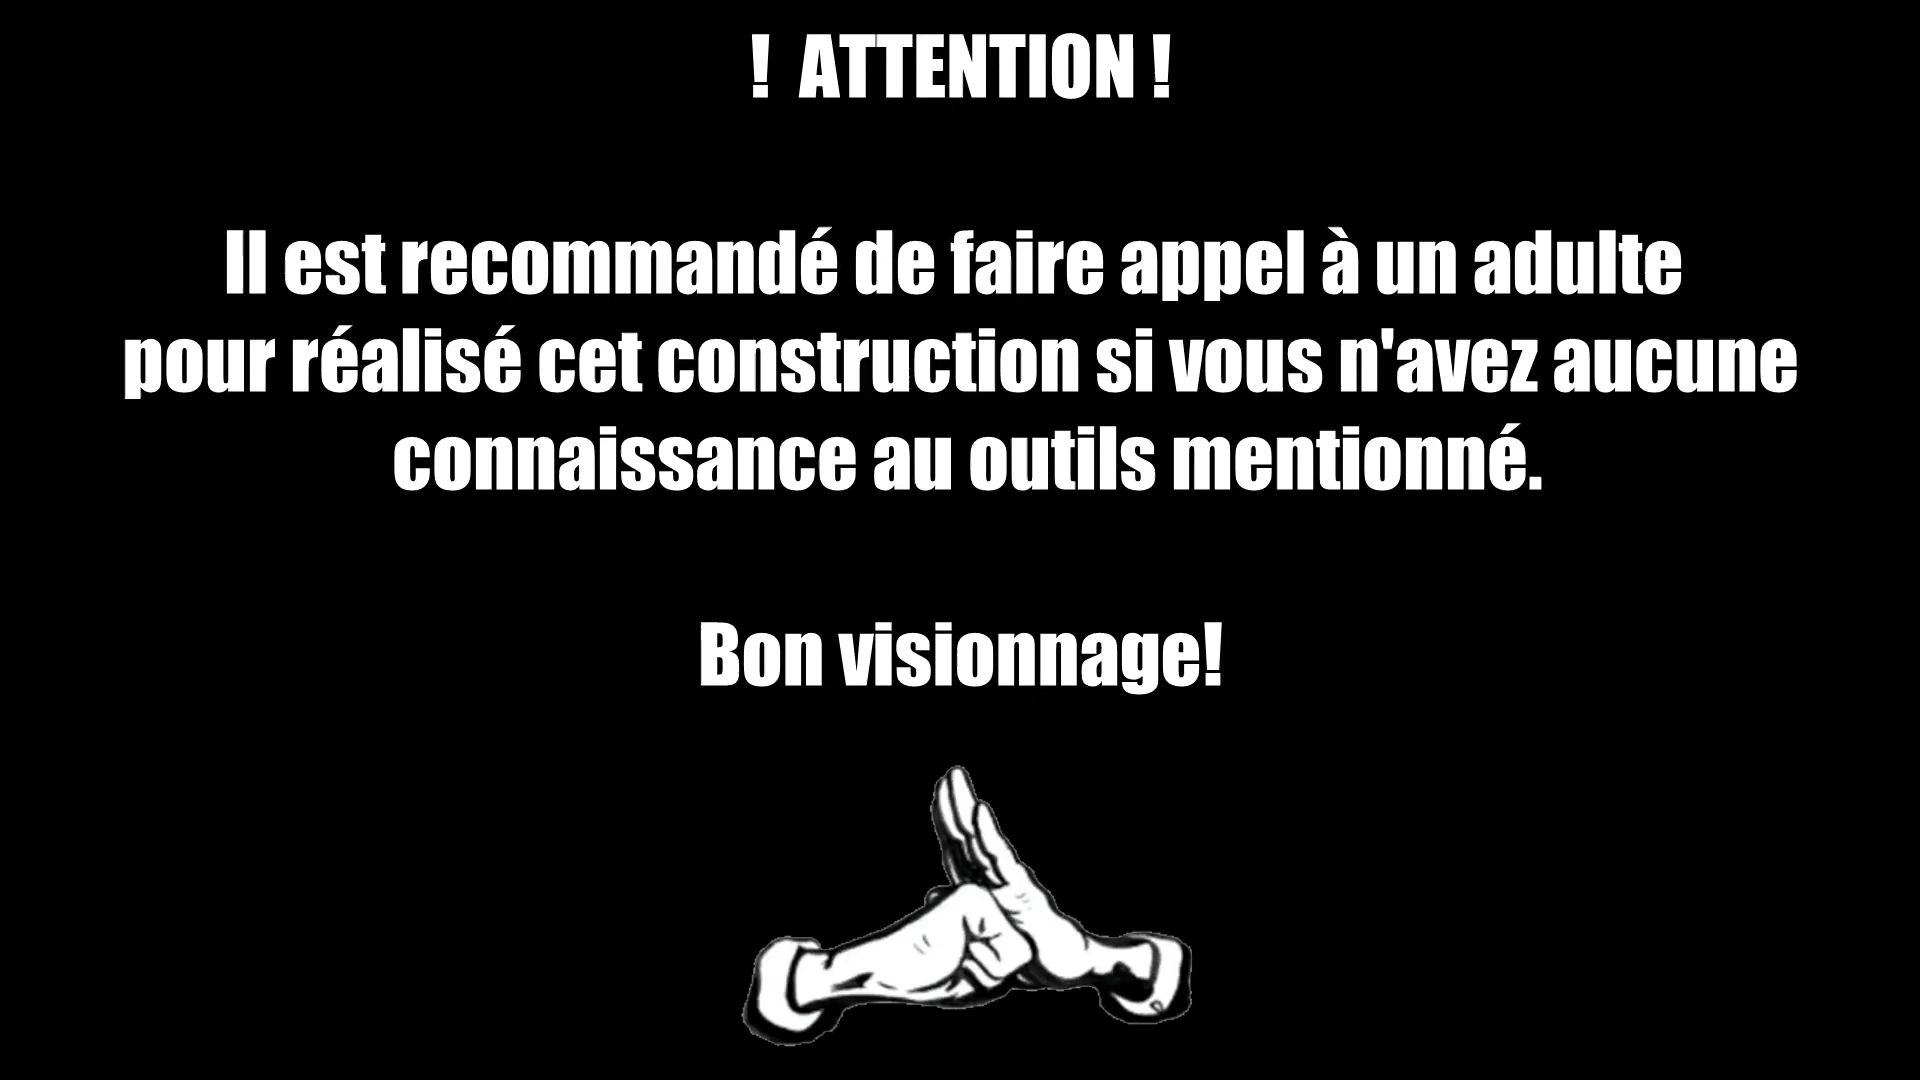 ! ATTENTION !
Il est recommandé de faire appel à un adulte
pour réalisé cet construction si vous n'avez aucune
connaissance au outils mentionné.
Bon visionnage!